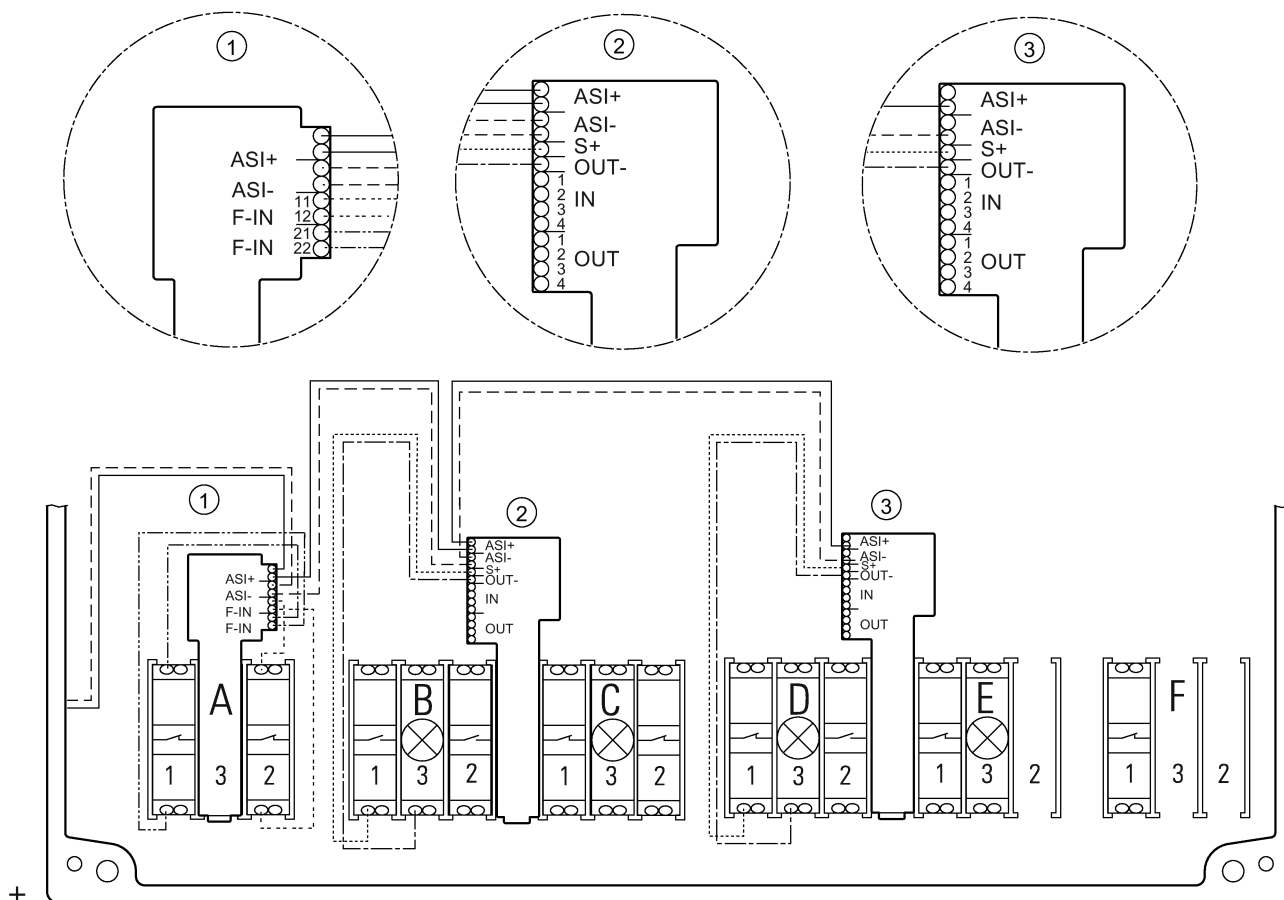 1
ASI+
ASI-
11
F-IN
12
21
F-IN
22
2
ASI+
ASI-
S+
OUT-
1
2
IN
3
4
1
2
OUT
3
4
3
ASI+
ASI-
S+
OUT-
1
2
IN
3
4
1
2
OUT
3
4
1
ASI+
ASI-
F-IN
F-IN
2
ASI+
ASI-
S+
OUT-
IN
OUT
3
ASI+
ASI-
S+
OUT-
IN
OUT
A
B
C
D
E
F
1 3 2
1 3 2
1 3 2
1 3 2
1 3 2
1 3 2
+